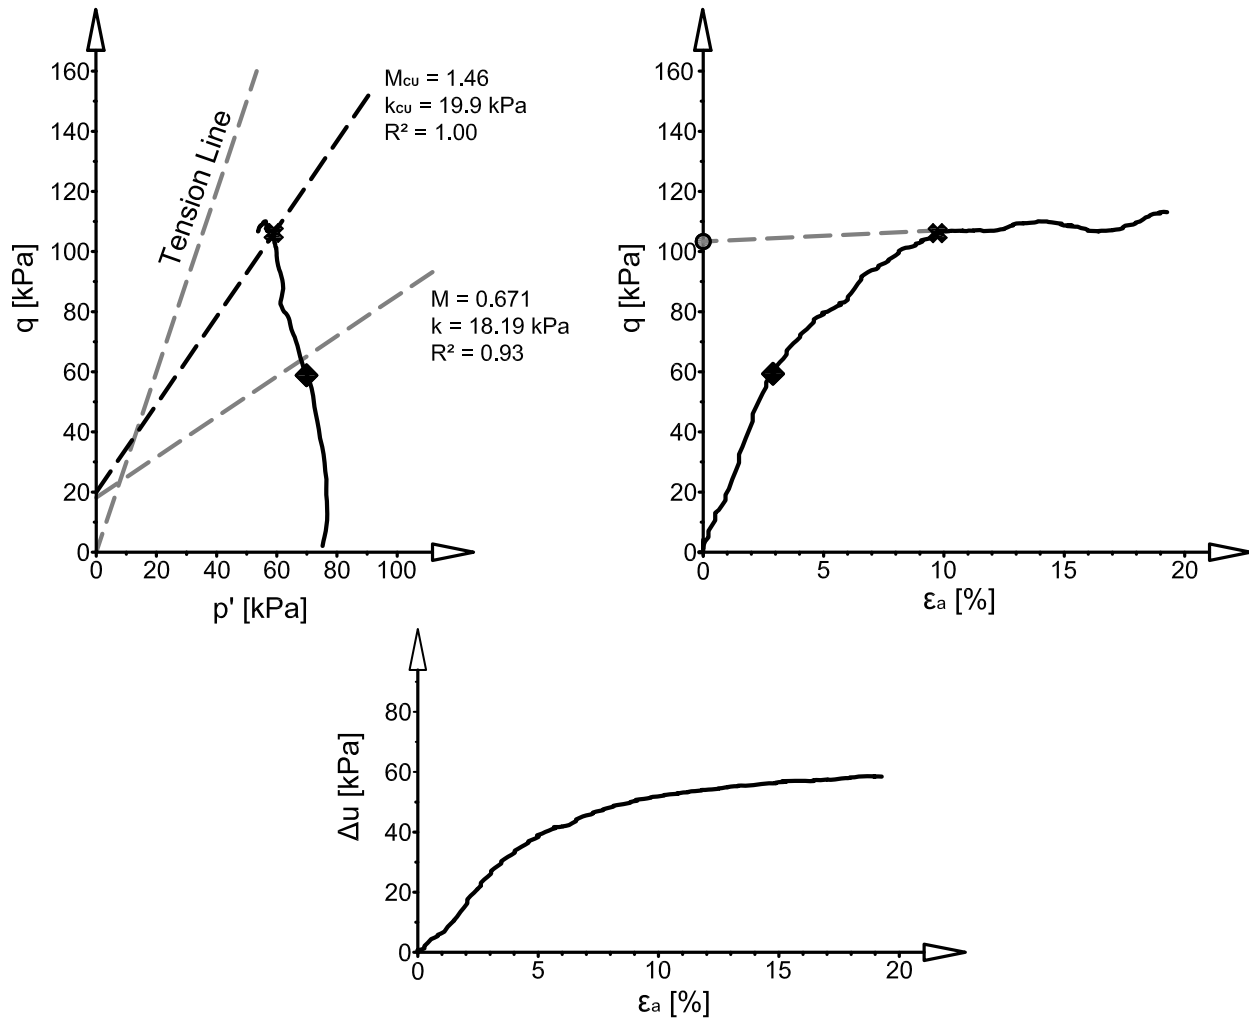 160
140
120
100
80
60
40
20
0
q [kPa]
Tension Line
Mcu = 1.46
kcu = 19.9 kPa
R² = 1.00
M = 0.671
k = 18.19 kPa
R² = 0.93
0 20 40 60 80 100
p' [kPa]
160
140
120
100
80
60
40
20
0
q [kPa]
0 5 10 15 20
εa [%]
80
60
40
20
0
Δu [kPa]
0 5 10 15 20
εa [%]